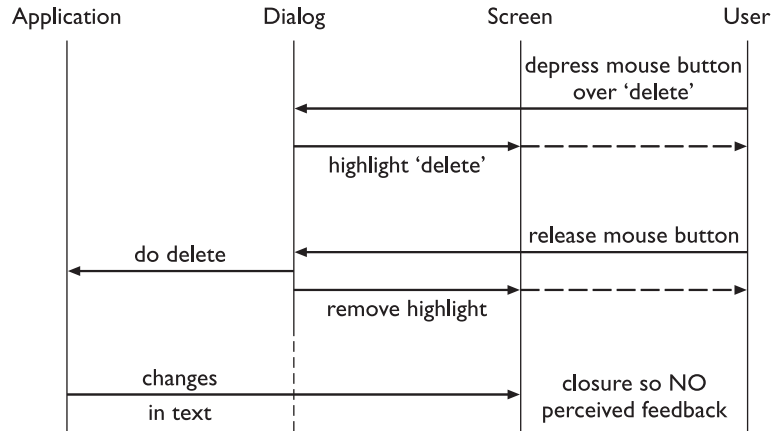 Application
Dialog
Screen
User
depress mouse button
over ‘delete’
highlight ‘delete’
release mouse button
do delete
remove highlight
changes
in text
closure so NO
perceived feedback